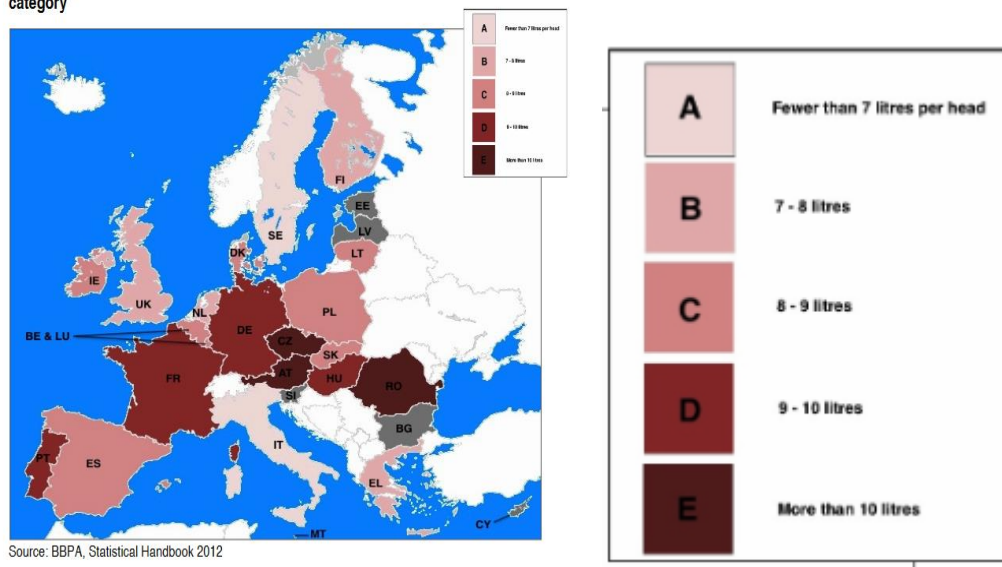 category
A Fewer than 7 litres per head
B 7 - 8 litres
C 8 - 9 litres
D 9 - 10 litres
E More than 10 litres
FI
EE
SE
LV
DK
LT
IE
UK
NL
PL
BE & LU
DE
CZ
SK
FR
AT
HU
RO
SI
BG
IT
PT
ES
EL
CY
MT
Source: BBPA, Statistical Handbook 2012
A Fewer than 7 litres per head
B 7 - 8 litres
C 8 - 9 litres
D 9 - 10 litres
E More than 10 litres